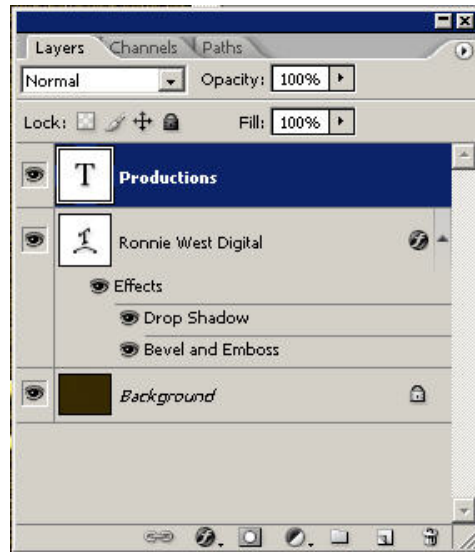 Layers Channels Paths
Normal Opacity: 100%
Lock: Fill: 100%
T Productions
T Ronnie West Digital
Effects
Drop Shadow
Bevel and Emboss
Background